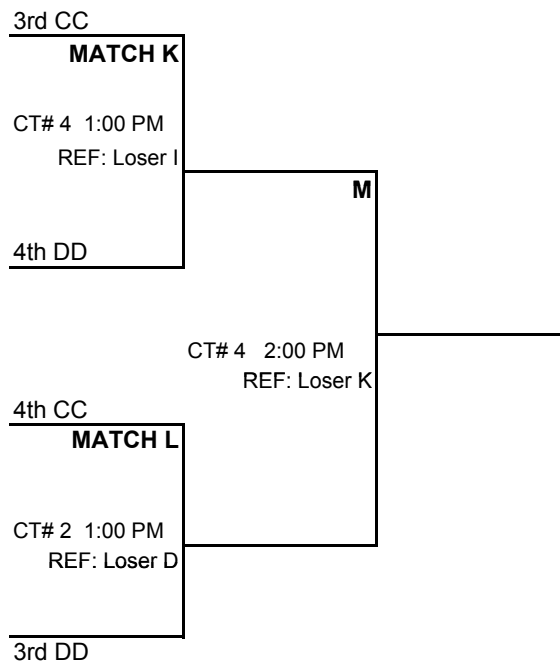 3rd CC
MATCH K
CT# 4 1:00 PM
REF: Loser I
4th DD
M
CT# 4 2:00 PM
REF: Loser K
4th CC
MATCH L
CT# 2 1:00 PM
REF: Loser D
3rd DD